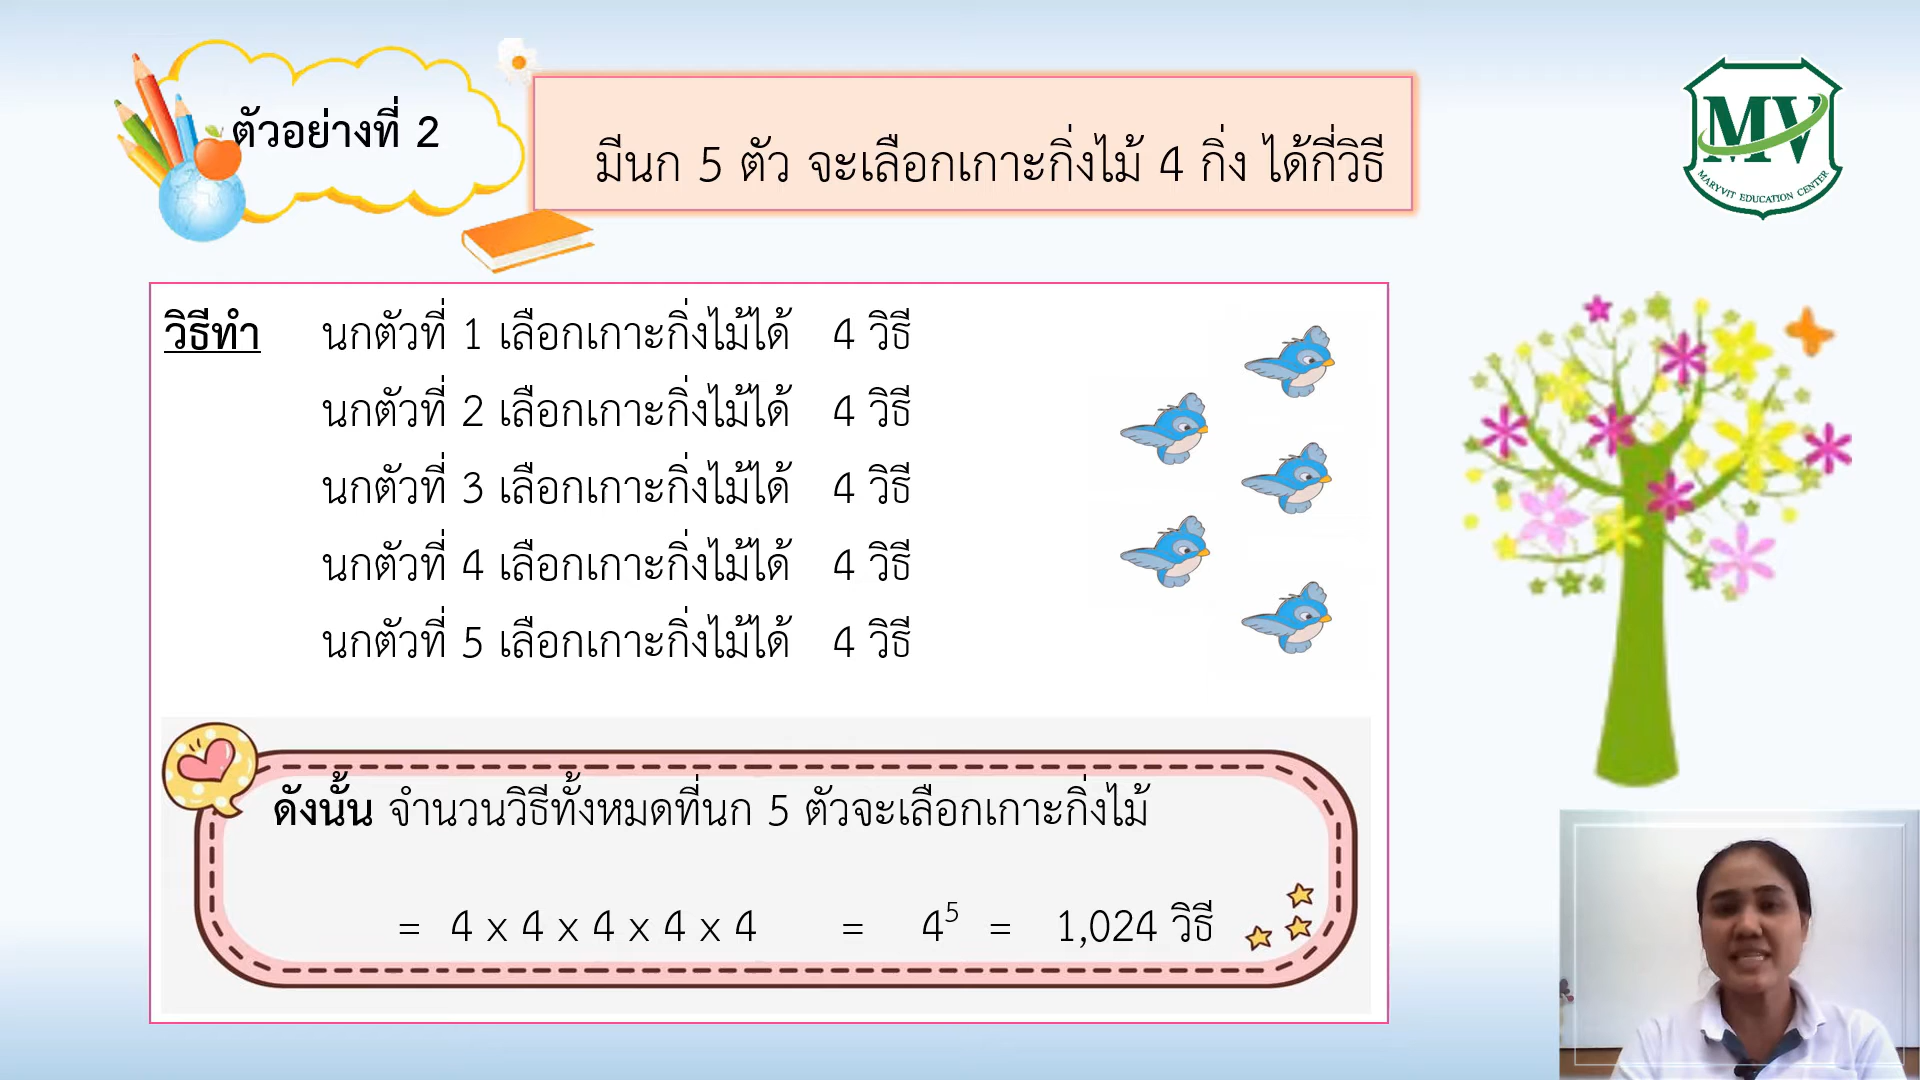 ตัวอย่างที่ 2
มีนก 5 ตัว จะเลือกเกาะกิ่งไม้ 4 กิ่ง ได้กี่วิธี
MV
MARYVIT EDUCATION CENTER
วิธีทำ นกตัวที่ 1 เลือกเกาะกิ่งไม้ได้ 4 วิธี
นกตัวที่ 2 เลือกเกาะกิ่งไม้ได้ 4 วิธี
นกตัวที่ 3 เลือกเกาะกิ่งไม้ได้ 4 วิธี
นกตัวที่ 4 เลือกเกาะกิ่งไม้ได้ 4 วิธี
นกตัวที่ 5 เลือกเกาะกิ่งไม้ได้ 4 วิธี
ดังนั้น จำนวนวิธีทั้งหมดที่นก 5 ตัวจะเลือกเกาะกิ่งไม้
= 4 x 4 x 4 x 4 x 4 = 4⁵ = 1,024 วิธี